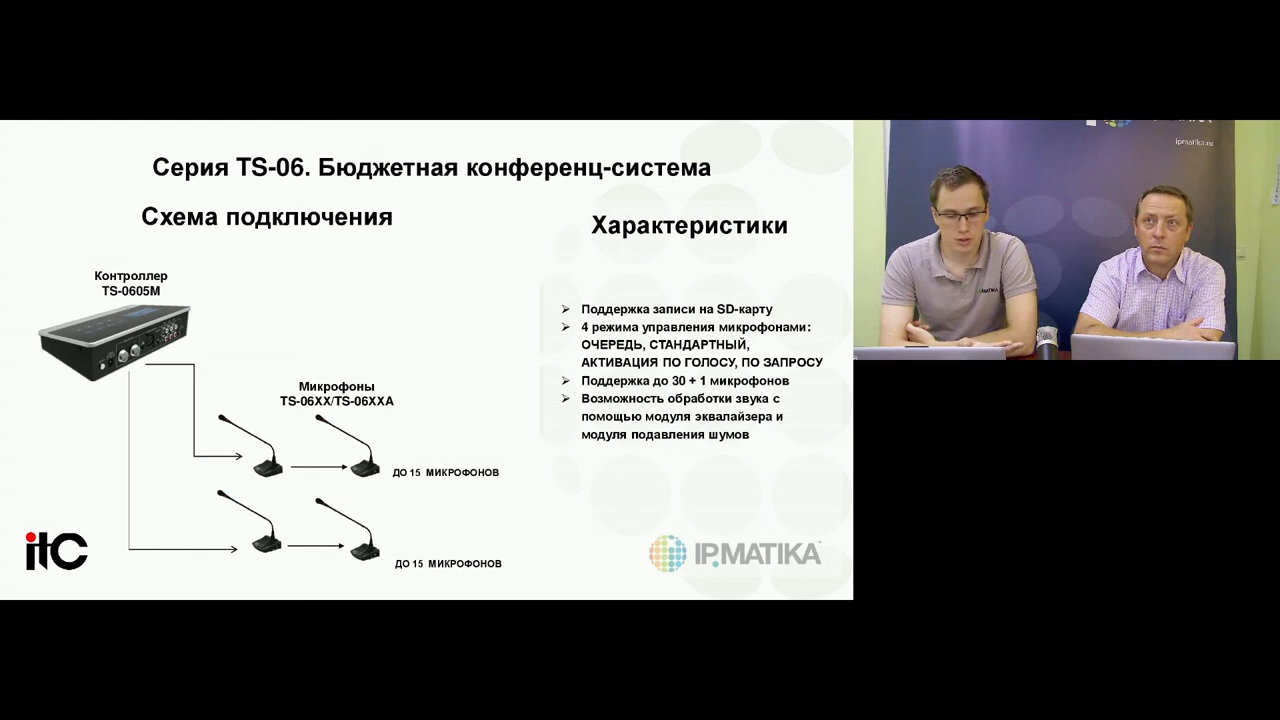 Серия TS-06. Бюджетная конференц-система
Схема подключения
Контроллер
TS-0605M
Микрофоны
TS-06XX/TS-06XXA
ДО 15 МИКРОФОНОВ
ДО 15 МИКРОФОНОВ
itc
Характеристики
Поддержка записи на SD-карту
4 режима управления микрофонами:
ОЧЕРЕДЬ, СТАНДАРТНЫЙ,
АКТИВАЦИЯ ПО ГОЛОСУ, ПО ЗАПРОСУ
Поддержка до 30 + 1 микрофонов
Возможность обработки звука с
помощью модуля эквалайзера и
модуля подавления шумов
IPMATIKA
ipmatika.ru